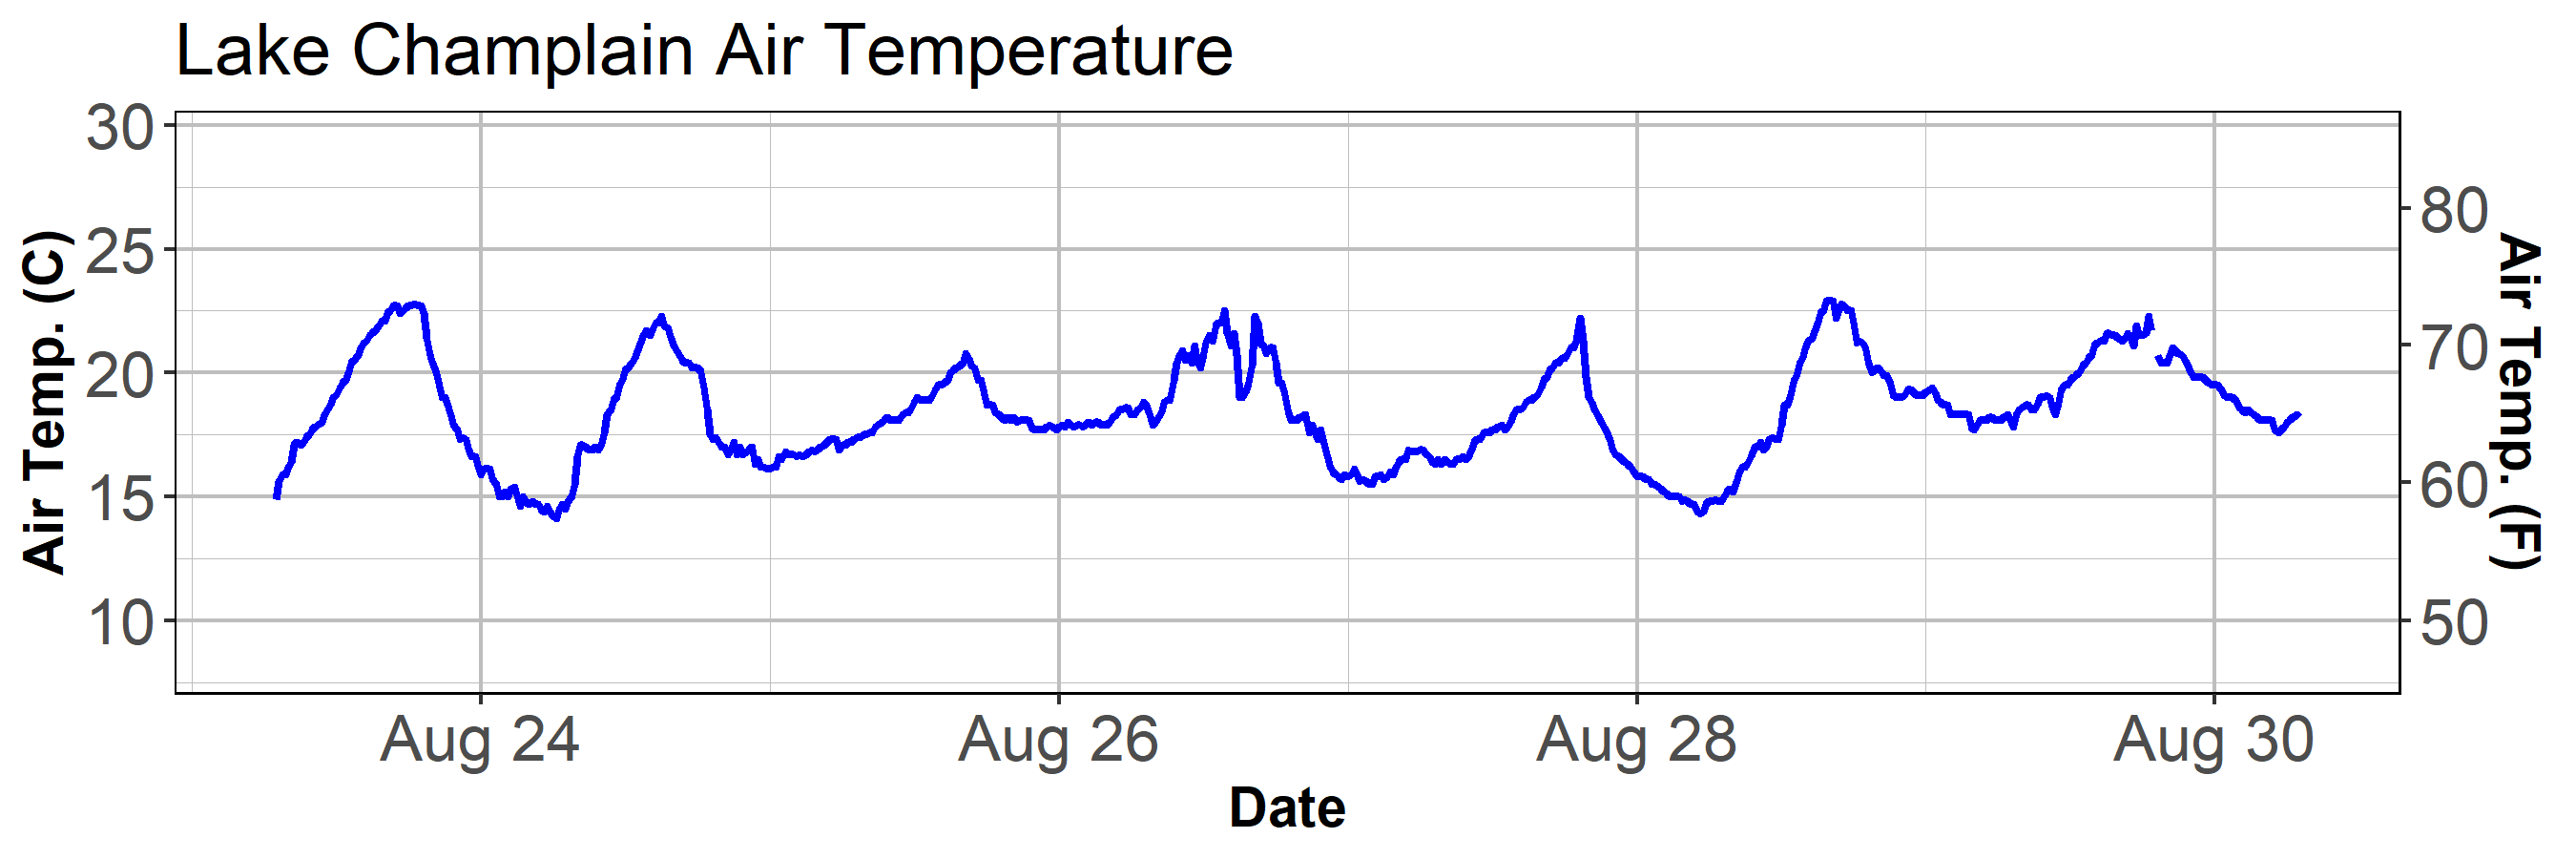 Lake Champlain Air Temperature
30
25
20
15
10
Air Temp. (C)
80
70
60
50
Air Temp. (F)
Aug 24
Aug 26
Aug 28
Aug 30
Date